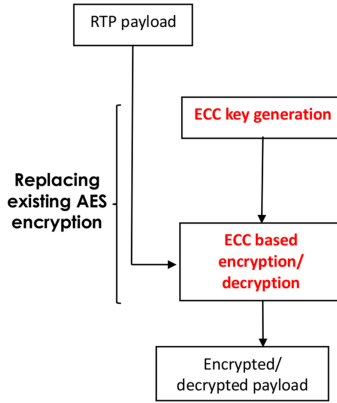 RTP payload
ECC key generation
Replacing
existing AES
encryption
ECC based
encryption/
decryption
Encrypted/
decrypted payload